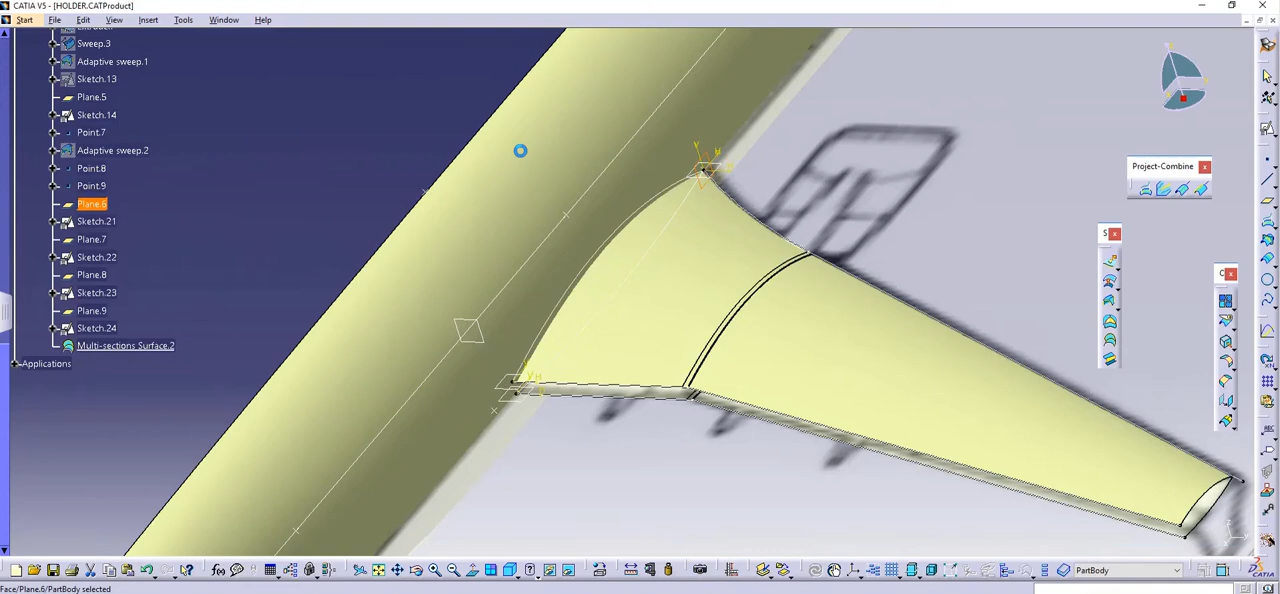 CATIA V5 - [HOLDER.CATProduct]
Start File Edit View Insert Tools Window Help
Sweep.3
Adaptive sweep.1
Sketch.13
Plane.5
Sketch.14
Point.7
Adaptive sweep.2
Point.8
Point.9
Plane.6
Sketch.21
Plane.7
Sketch.22
Plane.8
Sketch.23
Plane.9
Sketch.24
Multi-sections Surface.2
Applications
Project-Combine
S
C
V
H
V
H
PartBody
CATIA
Face/Plane.6/PartBody selected